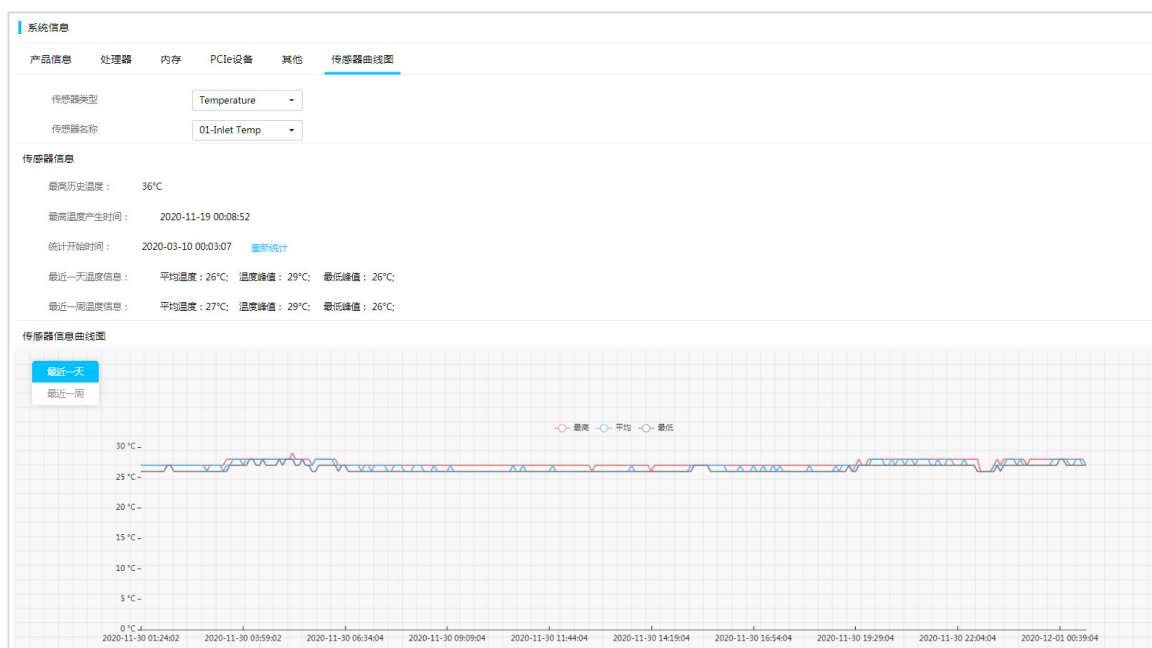 系统信息
产品信息 处理器 内存 PCIe设备 其他 传感器曲线图
传感器类型 Temperature
传感器名称 01-Inlet Temp
传感器信息
最高历史温度： 36℃
最高温度产生时间： 2020-11-19 00:08:52
统计开始时间： 2020-03-10 00:03:07 重新统计
最近一天温度信息： 平均温度：26℃; 温度峰值：29℃; 最低峰值：26℃;
最近一周温度信息： 平均温度：27℃; 温度峰值：29℃; 最低峰值：26℃;
传感器信息曲线图
最近一天
最近一周
最高 平均 最低
30 ℃
25 ℃
20 ℃
15 ℃
10 ℃
5 ℃
0 ℃
2020-11-30 01:24:02 2020-11-30 03:59:02 2020-11-30 06:34:04 2020-11-30 09:09:04 2020-11-30 11:44:04 2020-11-30 14:19:04 2020-11-30 16:54:04 2020-11-30 19:29:04 2020-11-30 22:04:04 2020-12-01 00:39:04